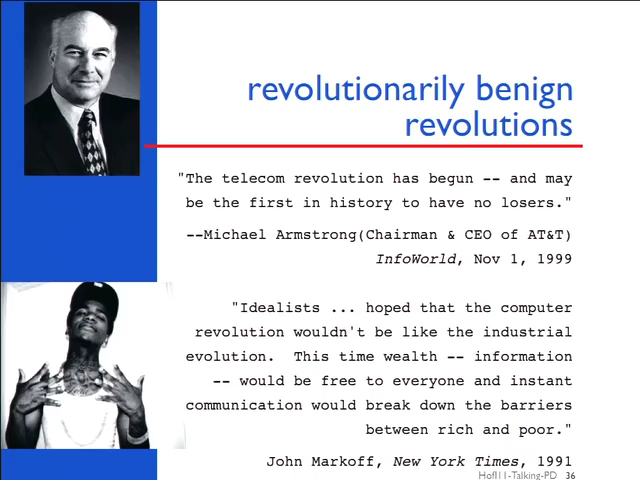 revolutionarily benign
revolutions
"The telecom revolution has begun -- and may
be the first in history to have no losers."
--Michael Armstrong(Chairman & CEO of AT&T)
InfoWorld, Nov 1, 1999
"Idealists ... hoped that the computer
revolution wouldn't be like the industrial
evolution.  This time wealth -- information
-- would be free to everyone and instant
communication would break down the barriers
between rich and poor."
John Markoff, New York Times, 1991
Hofl11-Talking-PD 36